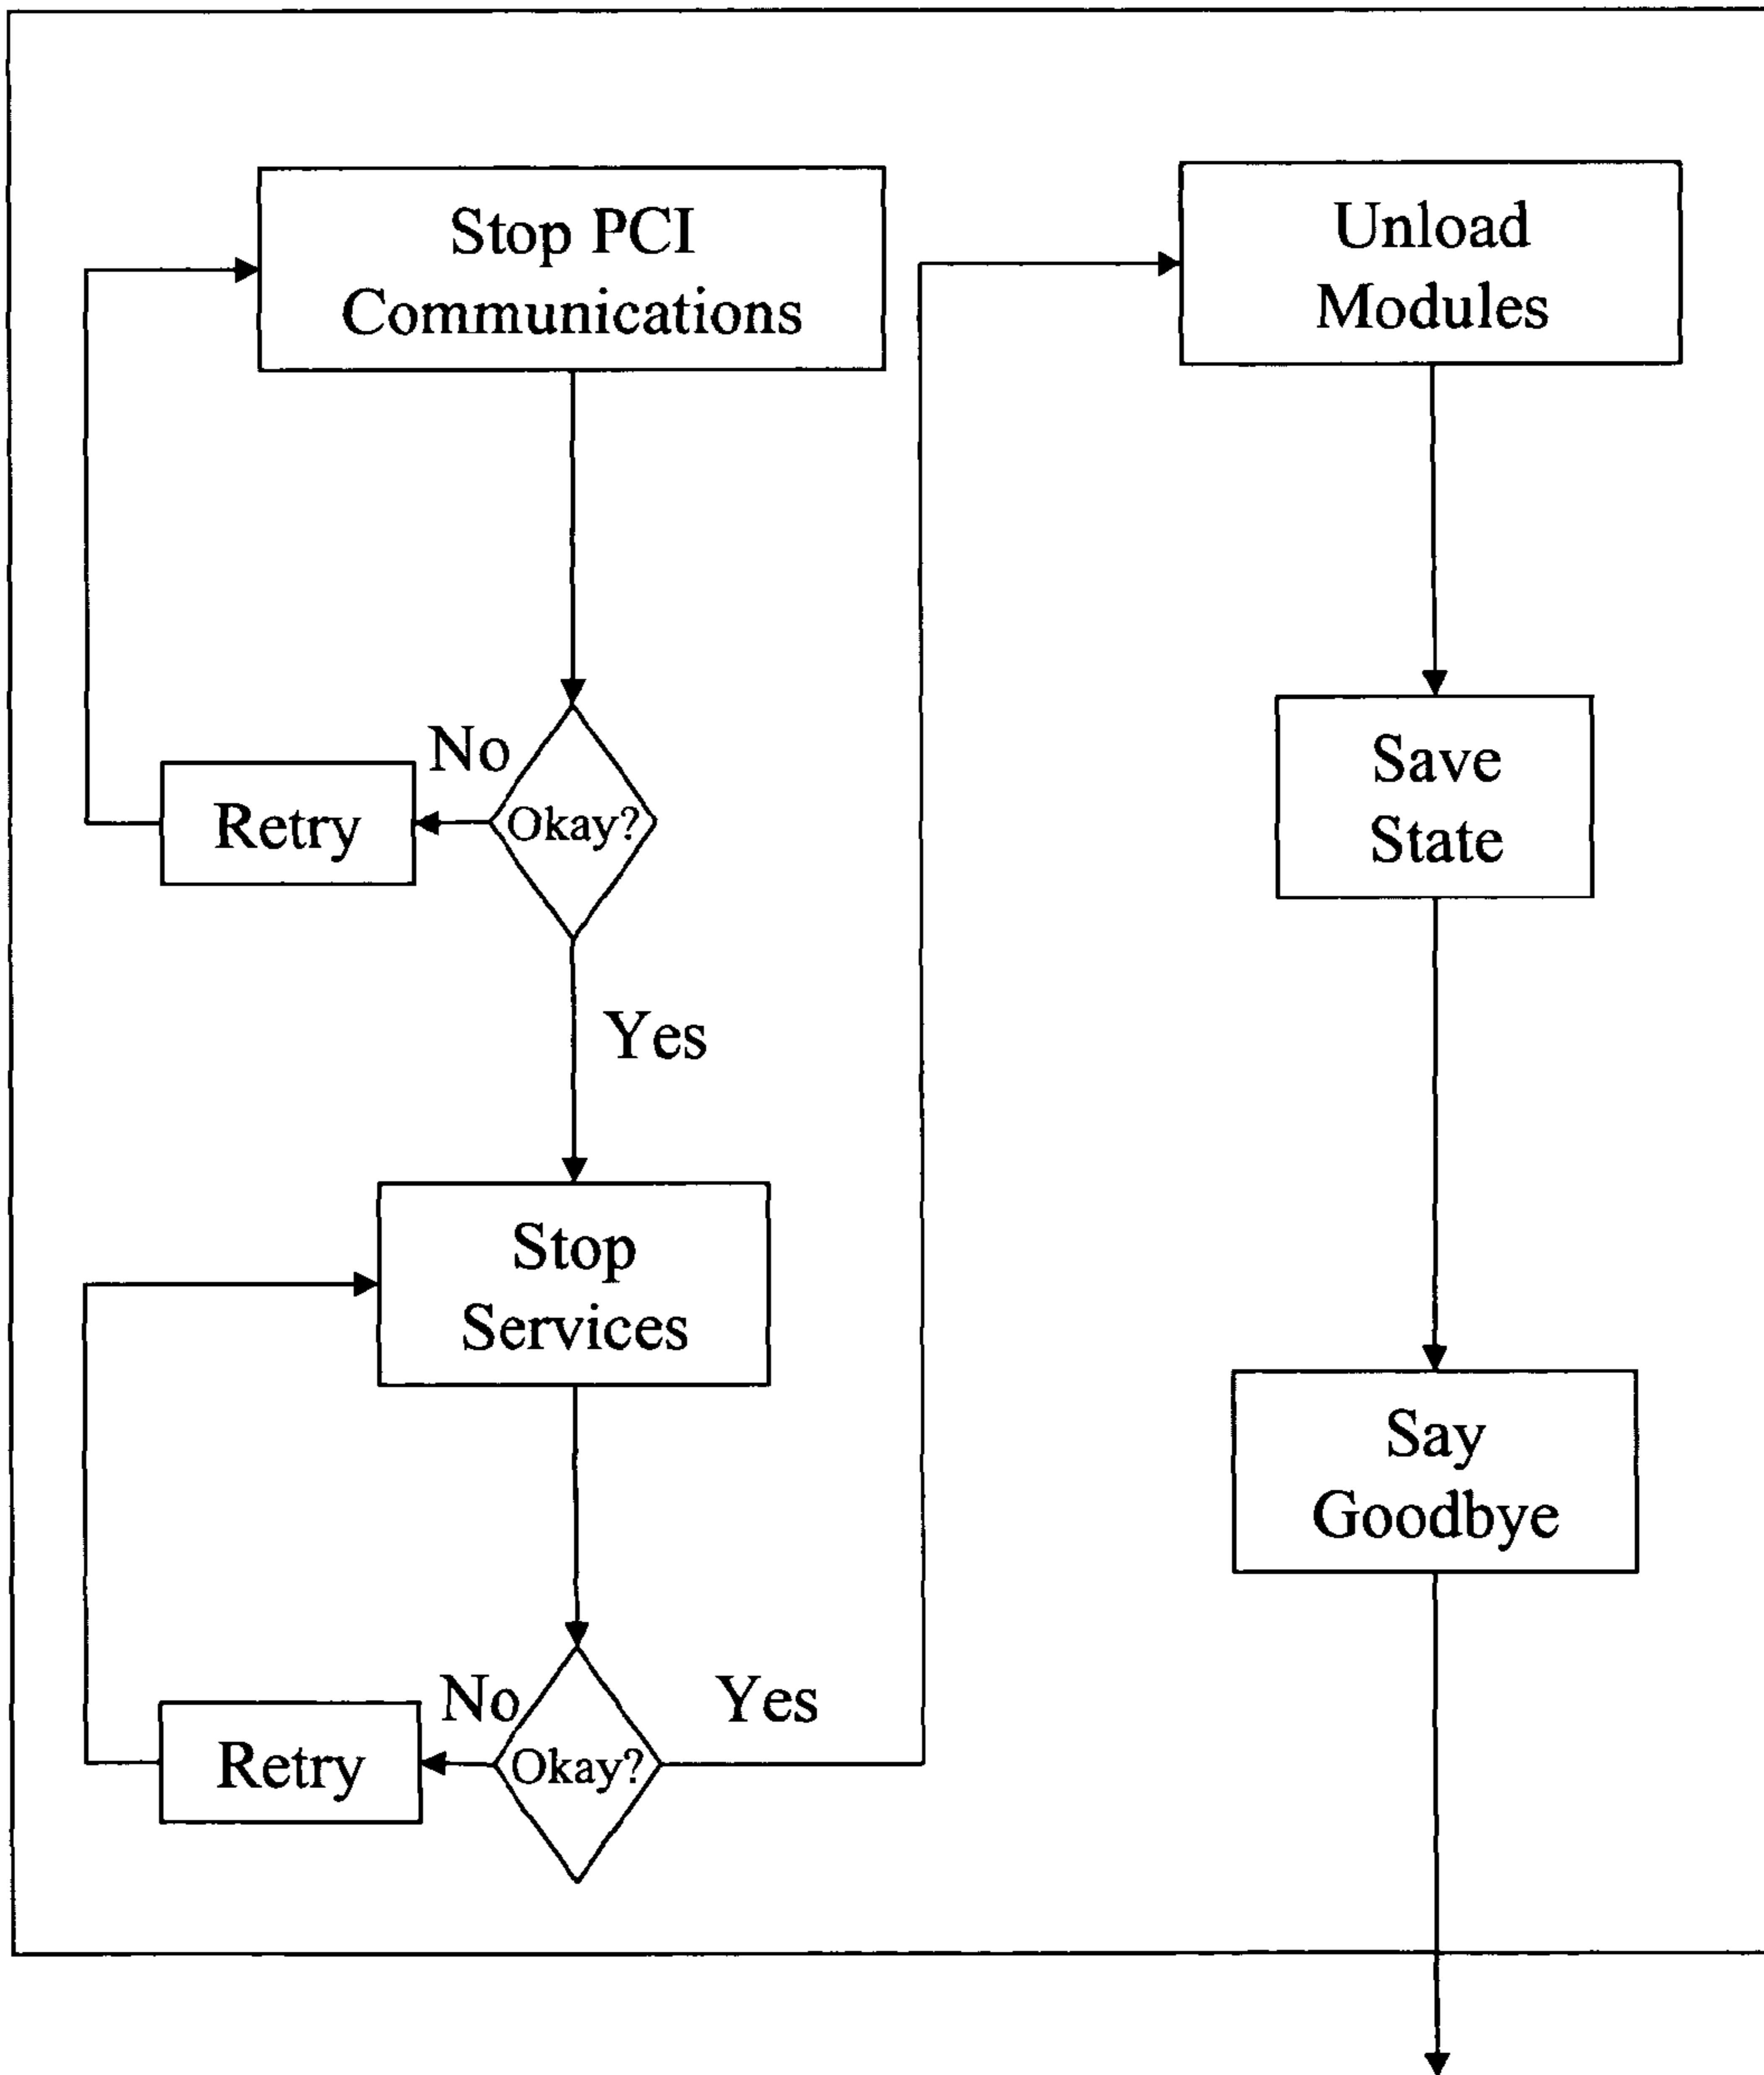 Stop PCI
Communications
No
Okay?
Retry
Yes
Stop
Services
No
Yes
Okay?
Retry
Unload
Modules
Save
State
Say
Goodbye